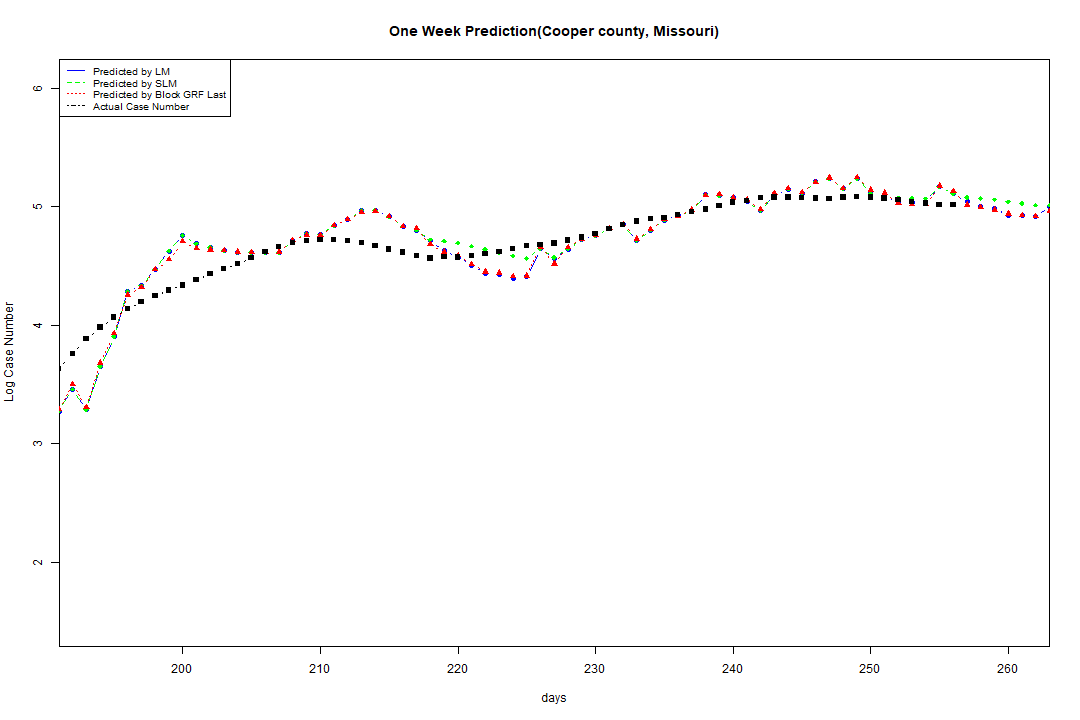 One Week Prediction(Cooper county, Missouri)
Predicted by LM
Predicted by SLM
Predicted by Block GRF Last
Actual Case Number
6
5
4
3
2
Log Case Number
200 210 220 230 240 250 260
days